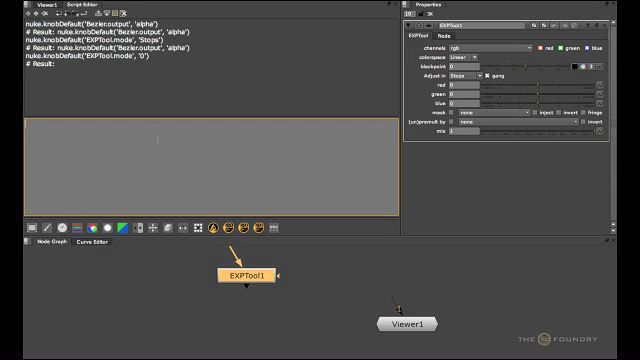 Viewer1 Script Editor
nuke.knobDefault('Bezier.output', 'alpha')
# Result: nuke.knobDefault('Bezier.output', 'alpha')
nuke.knobDefault('EXPTool.mode', 'Stops')
# Result: nuke.knobDefault('Bezier.output', 'alpha')
nuke.knobDefault('EXPTool.mode', '0')
# Result:
Properties
10
EXPTool1
EXPTool Node
channels rgb red green blue
colorspace Linear
blackpoint 0
Adjust in Stops gang
red 0
green 0
blue 0
mask none inject invert fringe
(un)premult by none invert
mix 1
Node Graph Curve Editor
EXPTool1
Viewer1
THE FOUNDRY